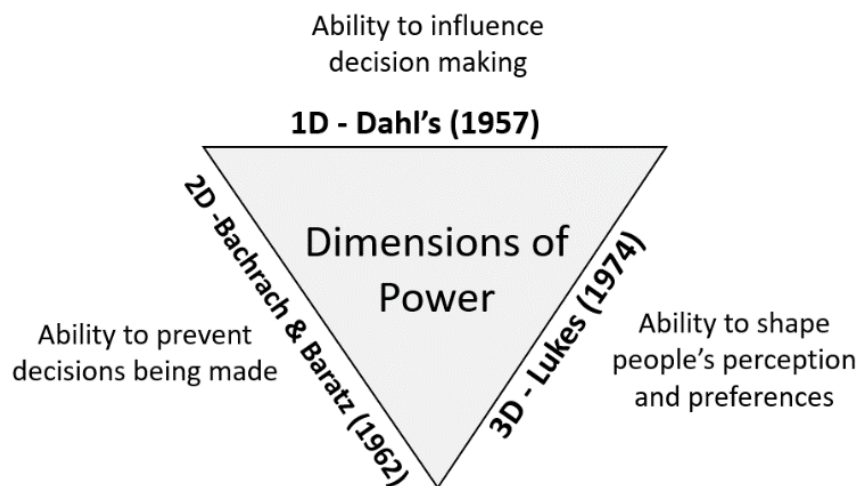 Ability to influence
decision making
1D - Dahl's (1957)
2D -Bachrach & Baratz (1962)
Dimensions of
Power
3D - Lukes (1974)
Ability to prevent
decisions being made
Ability to shape
people's perception
and preferences